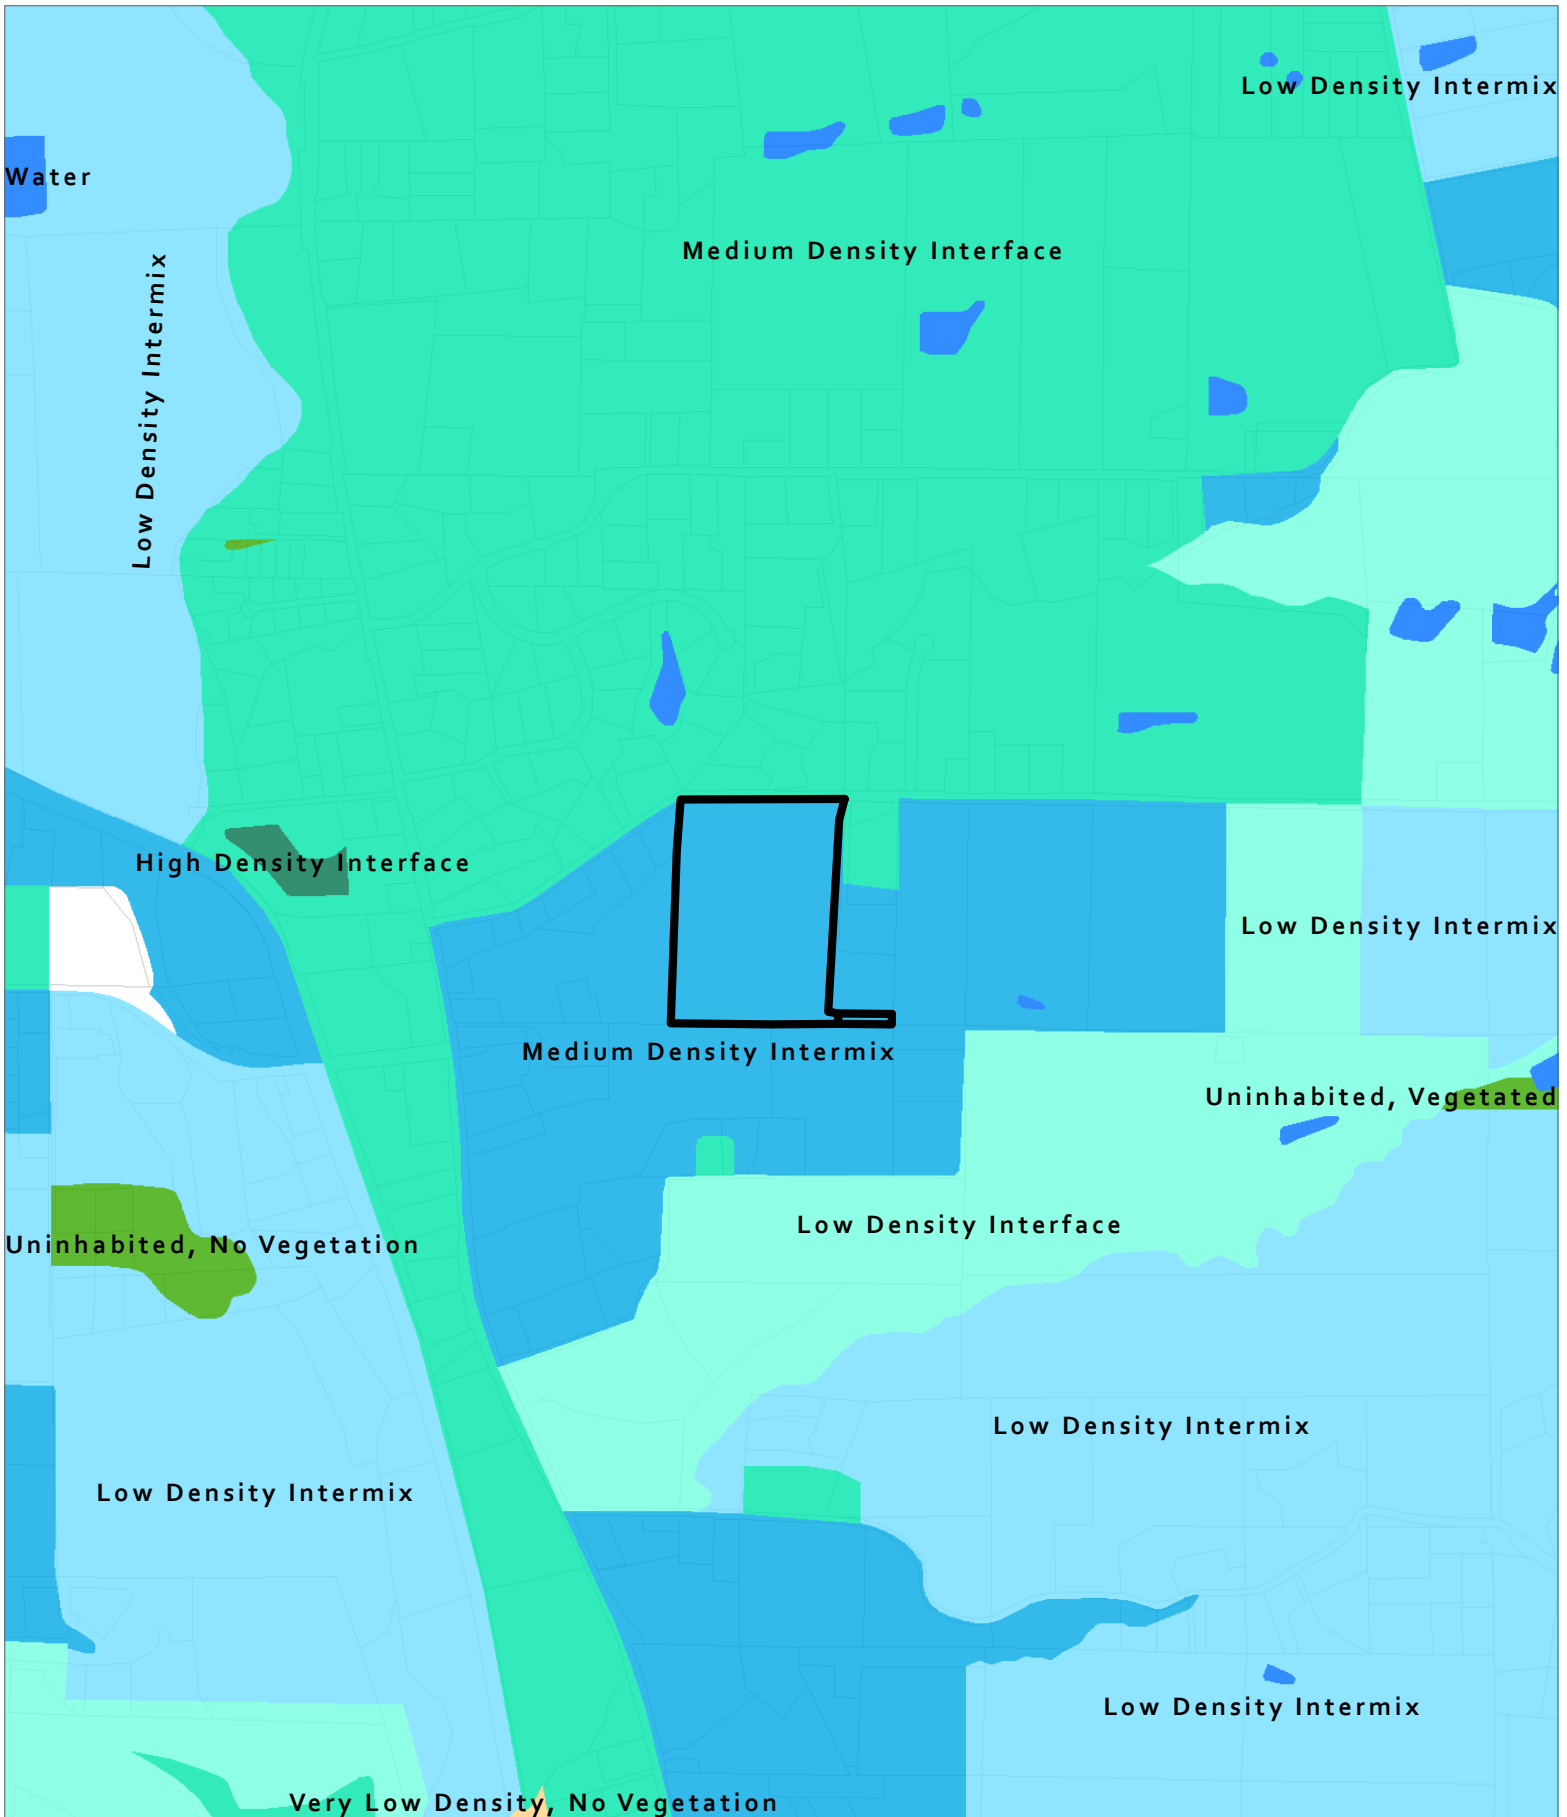 Low Density Intermix
Water
Medium Density Interface
Low Density Intermix
High Density Interface
Low Density Intermix
Medium Density Intermix
Uninhabited, Vegetated
Low Density Interface
Uninhabited, No Vegetation
Low Density Intermix
Low Density Intermix
Low Density Intermix
Very Low Density, No Vegetation